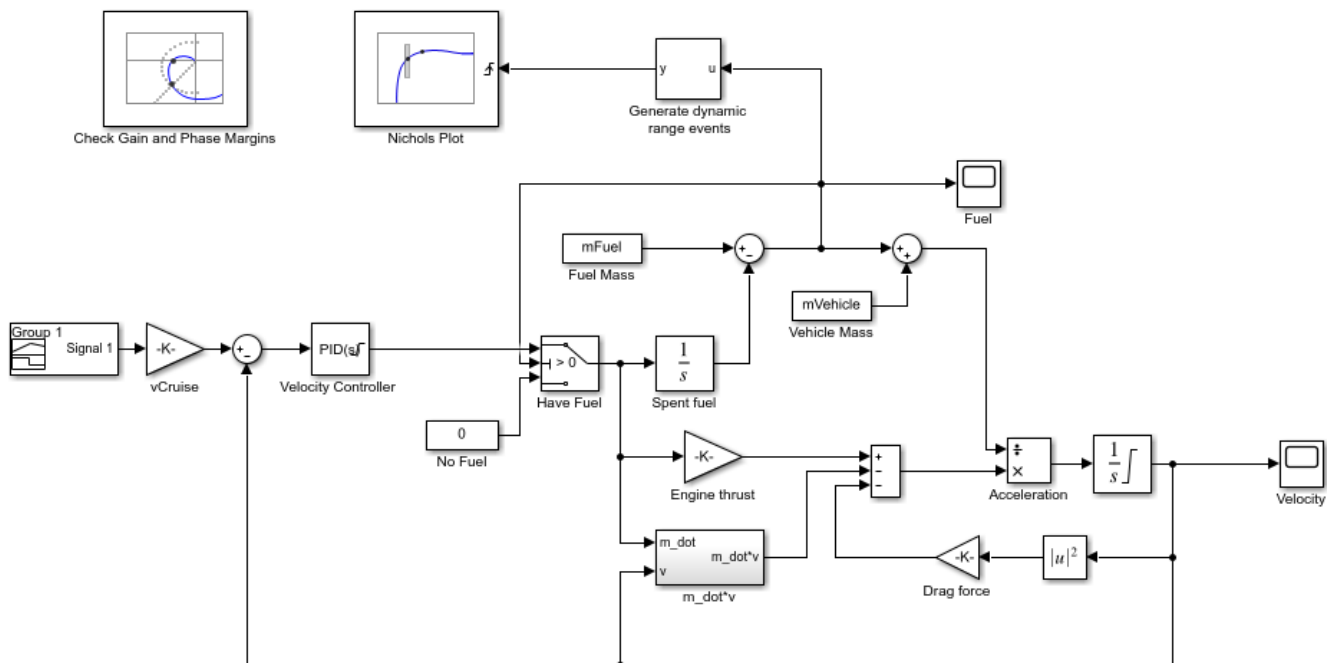 Check Gain and Phase Margins
Nichols Plot
y
u
Generate dynamic
range events
Fuel
mFuel
Fuel Mass
+
−
+
+
mVehicle
Vehicle Mass
Group 1
Signal 1
-K-
vCruise
+
−
PID(s)
Velocity Controller
> 0
Have Fuel
1
s
Spent fuel
0
No Fuel
-K-
Engine thrust
+
−
−
÷
×
Acceleration
1
s
Velocity
m_dot
v
m_dot*v
m_dot*v
-K-
Drag force
|u|²